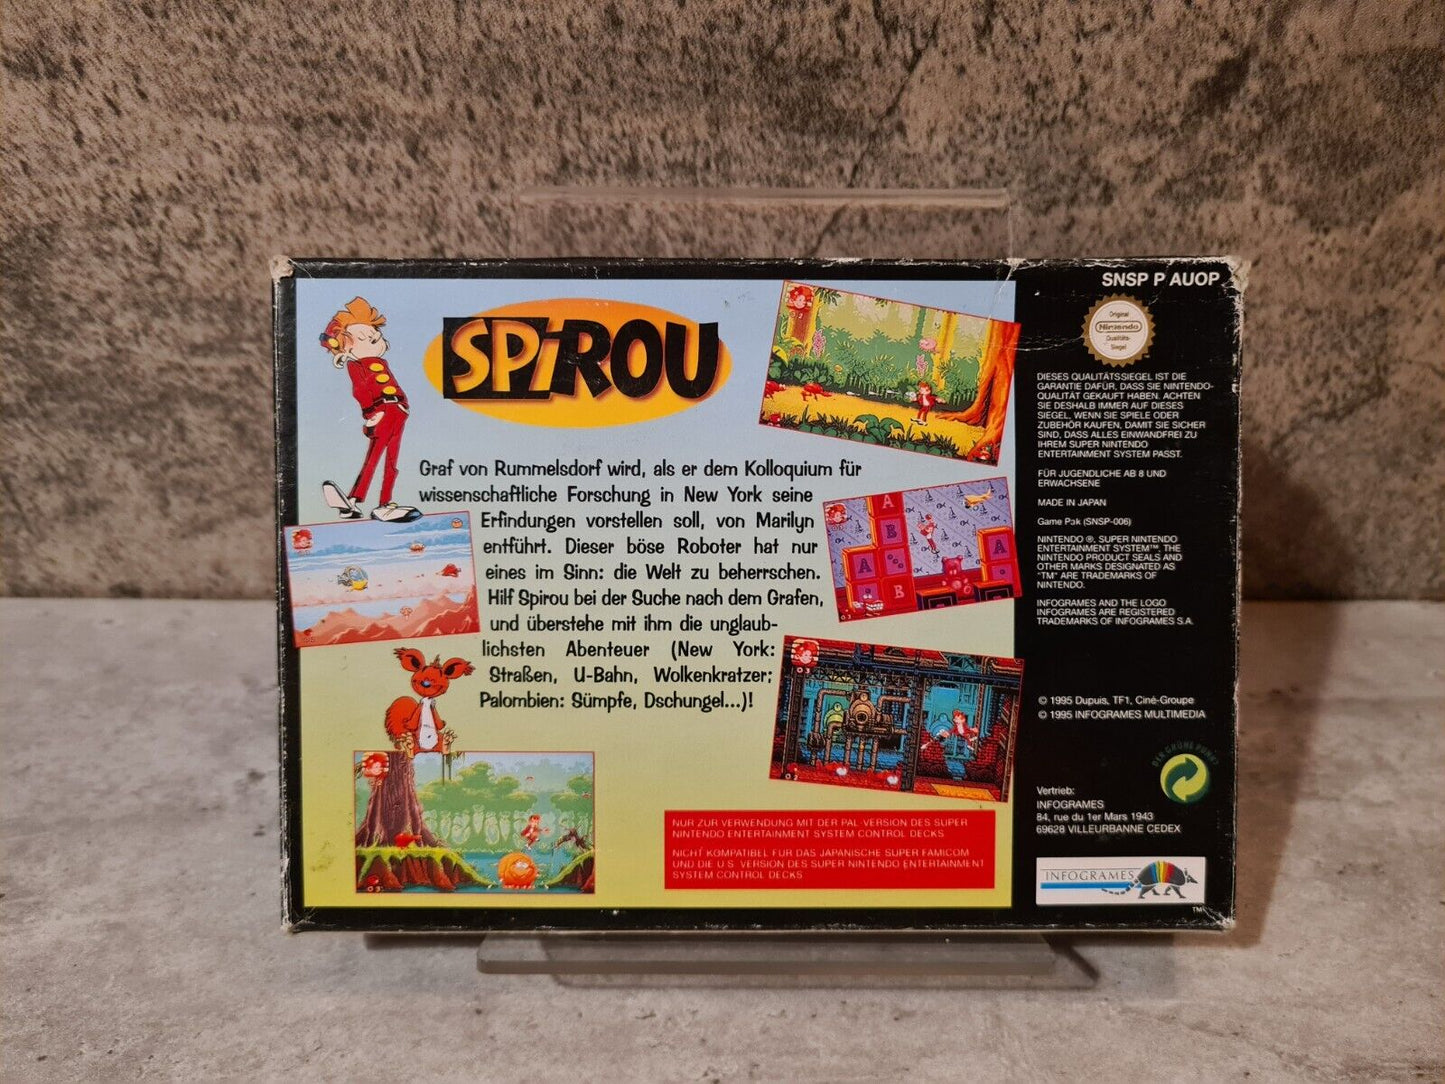 SPIROU
Graf von Rummelsdorf wird, als er dem Kolloquium für
wissenschaftliche Forschung in New York seine
Erfindungen vorstellen soll, von Marilyn
entführt. Dieser böse Roboter hat nur
eines im Sinn: die Welt zu beherrschen.
Hilf Spirou bei der Suche nach dem Grafen,
und überstehe mit ihm die unglaub-
lichsten Abenteuer (New York:
Straßen, U-Bahn, Wolkenkratzer;
Palombien: Sümpfe, Dschungel...)!
NUR ZUR VERWENDUNG MIT DER PAL-VERSION DES SUPER
NINTENDO ENTERTAINMENT SYSTEM CONTROL DECKS
NICHT KOMPATIBEL FUR DAS JAPANISCHE SUPER FAMICOM
UND DIE U S VERSION DES SUPER NINTENDO ENTERTAINMENT
SYSTEM CONTROL DECKS
SNSP P AUOP
Original
Nintendo
Qualitäts-
Siegel
DIESES QUALITÄTSSIEGEL IST DIE
GARANTIE DAFÜR, DASS SIE NINTENDO-
QUALITÄT GEKAUFT HABEN. ACHTEN
SIE DESHALB IMMER AUF DIESES
SIEGEL, WENN SIE SPIELE ODER
ZUBEHÖR KAUFEN, DAMIT SIE SICHER
SIND, DASS ALLES EINWANDFREI ZU
IHREM SUPER NINTENDO
ENTERTAINMENT SYSTEM PASST.
FÜR JUGENDLICHE AB 8 UND
ERWACHSENE
MADE IN JAPAN
Game Pak (SNSP-006)
NINTENDO ®, SUPER NINTENDO
ENTERTAINMENT SYSTEM™, THE
NINTENDO PRODUCT SEALS AND
OTHER MARKS DESIGNATED AS
"TM" ARE TRADEMARKS OF
NINTENDO.
INFOGRAMES AND THE LOGO
INFOGRAMES ARE REGISTERED
TRADEMARKS OF INFOGRAMES S.A.
© 1995 Dupuis, TF1, Ciné-Groupe
© 1995 INFOGRAMES MULTIMEDIA
DER GRÜNE PUNKT
Vertrieb:
INFOGRAMES
84, rue du 1er Mars 1943
69628 VILLEURBANNE CEDEX
INFOGRAMES
TM